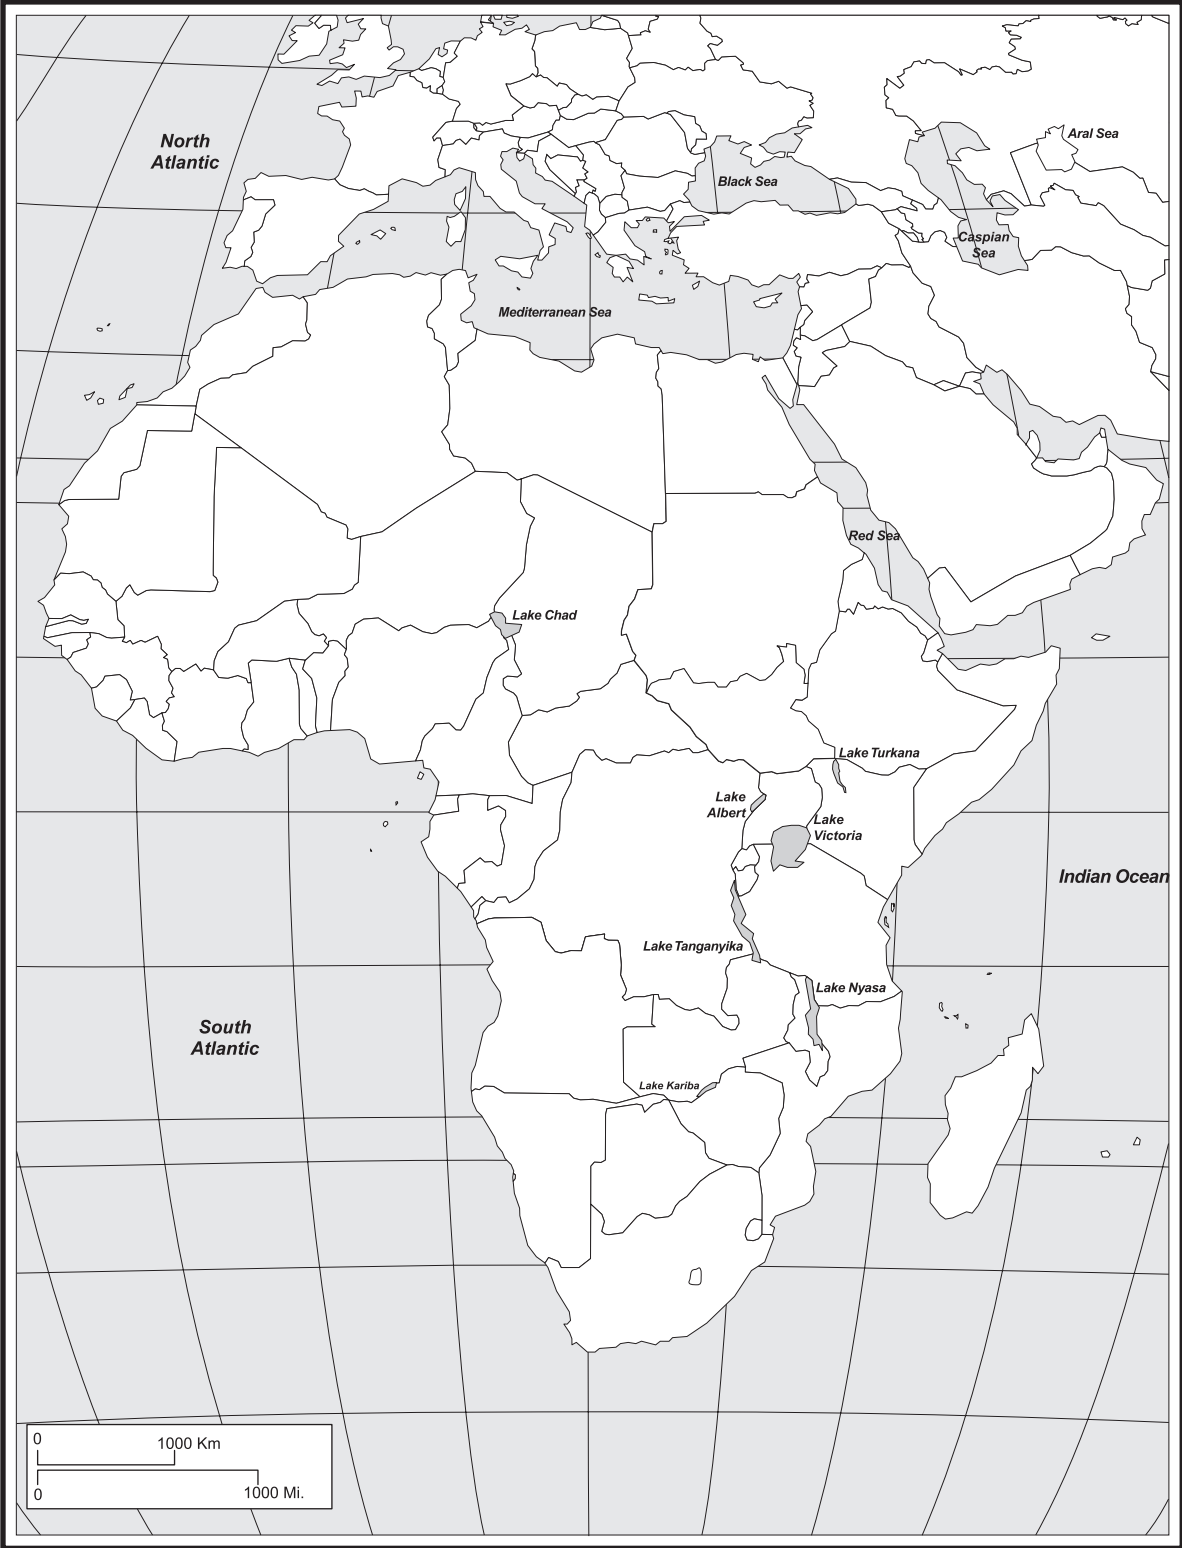 North
Atlantic
Aral Sea
Black Sea
Caspian
Sea
Mediterranean Sea
Red Sea
Lake Chad
Lake Turkana
Lake
Albert
Lake
Victoria
Indian Ocean
Lake Tanganyika
Lake Nyasa
South
Atlantic
Lake Kariba
0
1000 Km
0
1000 Mi.